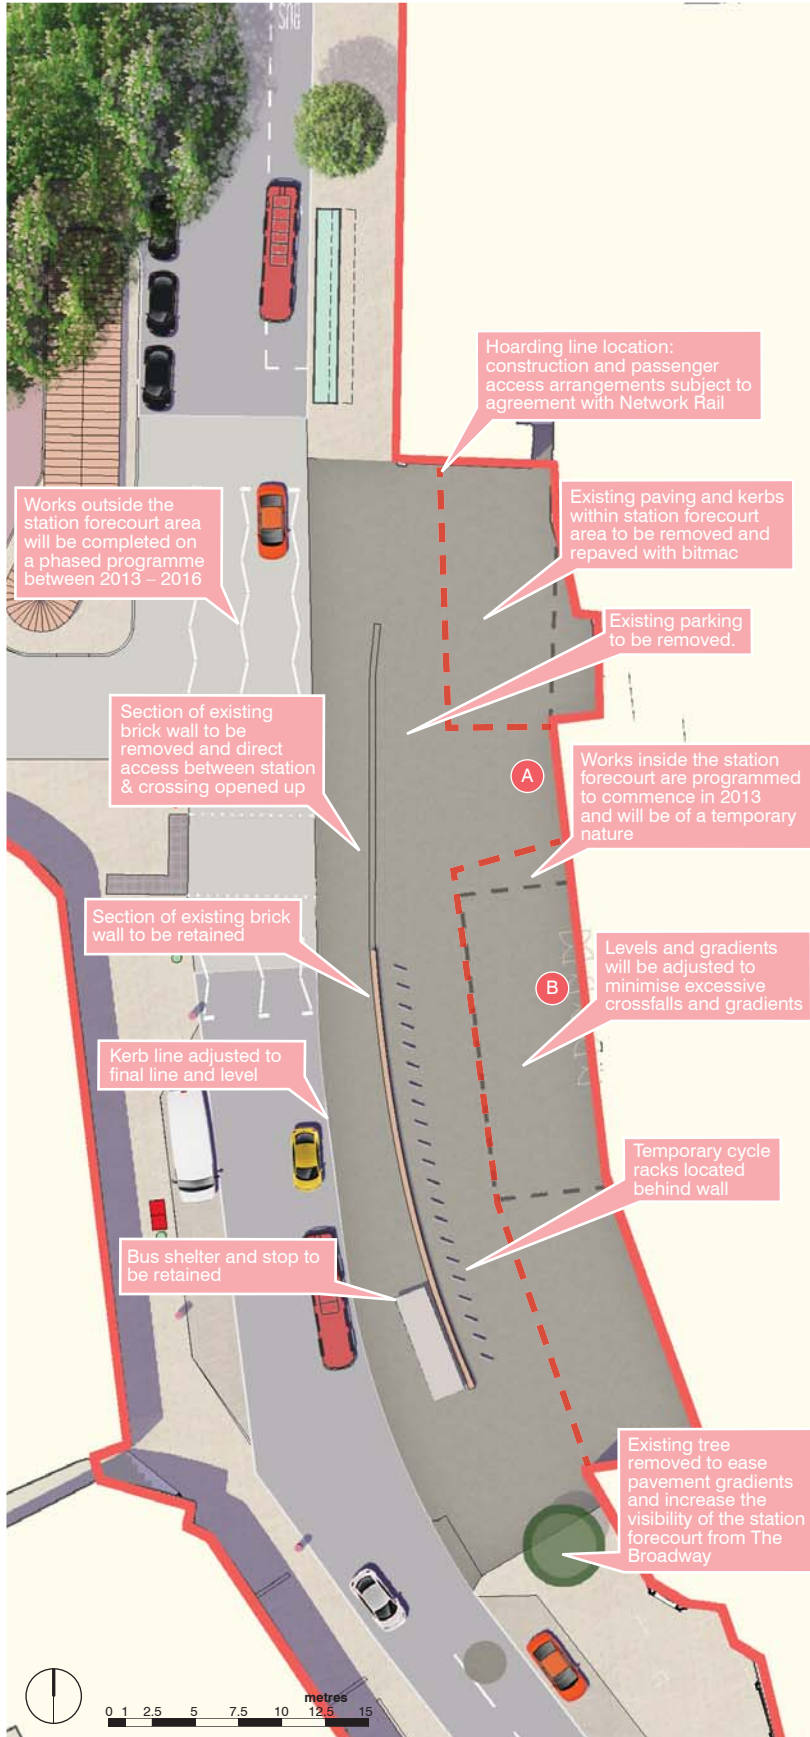 BUS
Hoarding line location:
construction and passenger
access arrangements subject to
agreement with Network Rail
Works outside the
station forecourt area
will be completed on
a phased programme
between 2013 – 2016
Existing paving and kerbs
within station forecourt
area to be removed and
repaved with bitmac
Existing parking
to be removed.
Section of existing
brick wall to be
removed and direct
access between station
& crossing opened up
A
Works inside the station
forecourt are programmed
to commence in 2013
and will be of a temporary
nature
Section of existing brick
wall to be retained
B
Levels and gradients
will be adjusted to
minimise excessive
crossfalls and gradients
Kerb line adjusted to
final line and level
Temporary cycle
racks located
behind wall
Bus shelter and stop to
be retained
Existing tree
removed to ease
pavement gradients
and increase the
visibility of the station
forecourt from The
Broadway
metres
0 1 2.5 5 7.5 10 12.5 15